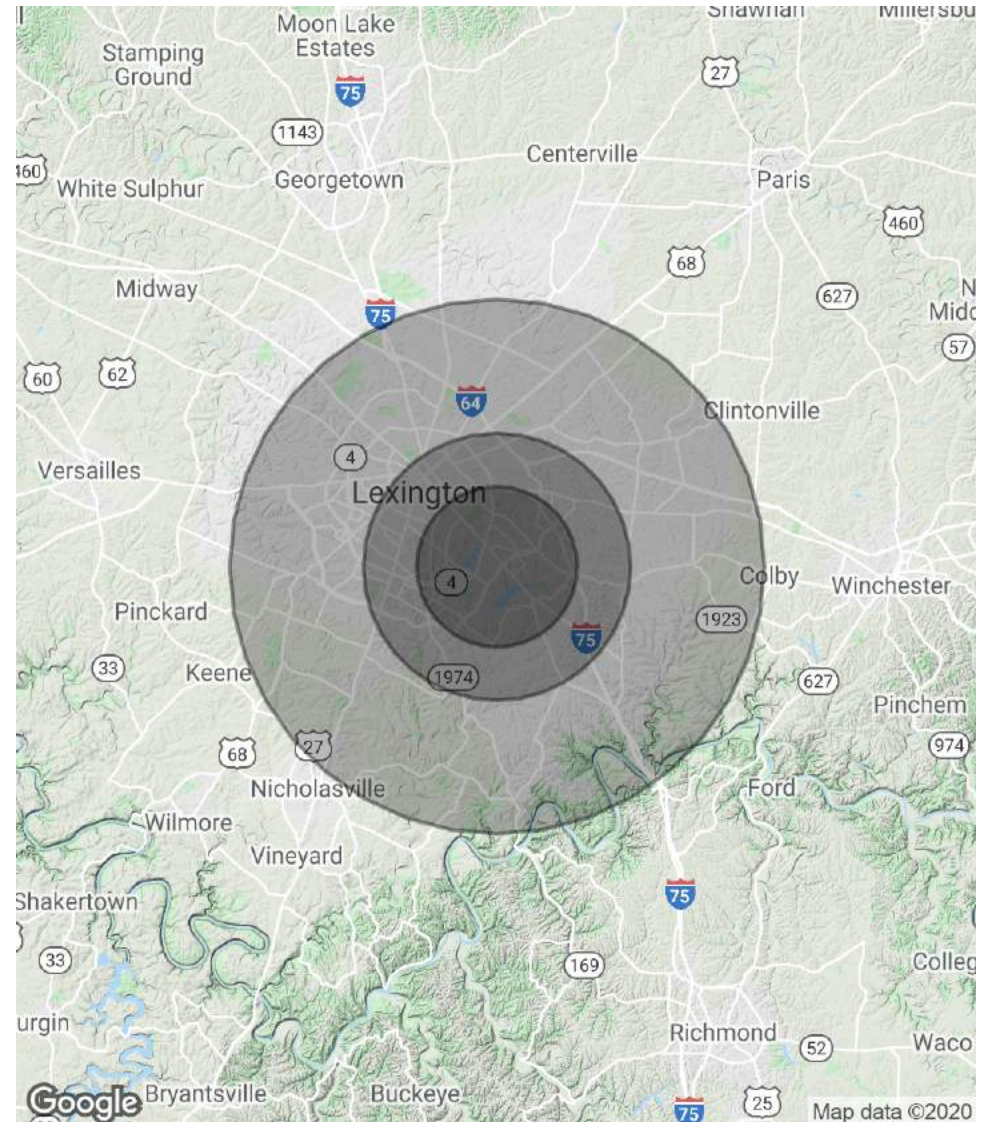 Shawhan
Millersbu
Moon Lake
Estates
Stamping
Ground
27
75
1143
Centerville
460
Georgetown
Paris
White Sulphur
460
68
Midway
627
N
Midd
75
57
60
62
64
Clintonville
4
Versailles
Lexington
Colby
4
Winchester
Pinckard
1923
75
33
Keene
1974
627
Pinchem
68
27
974
Nicholasville
Ford
Wilmore
Vineyard
75
Shakertown
33
169
Colleg
urgin
Richmond
52
Waco
Google
Bryantsville
Buckeye
75
25
Map data ©2020